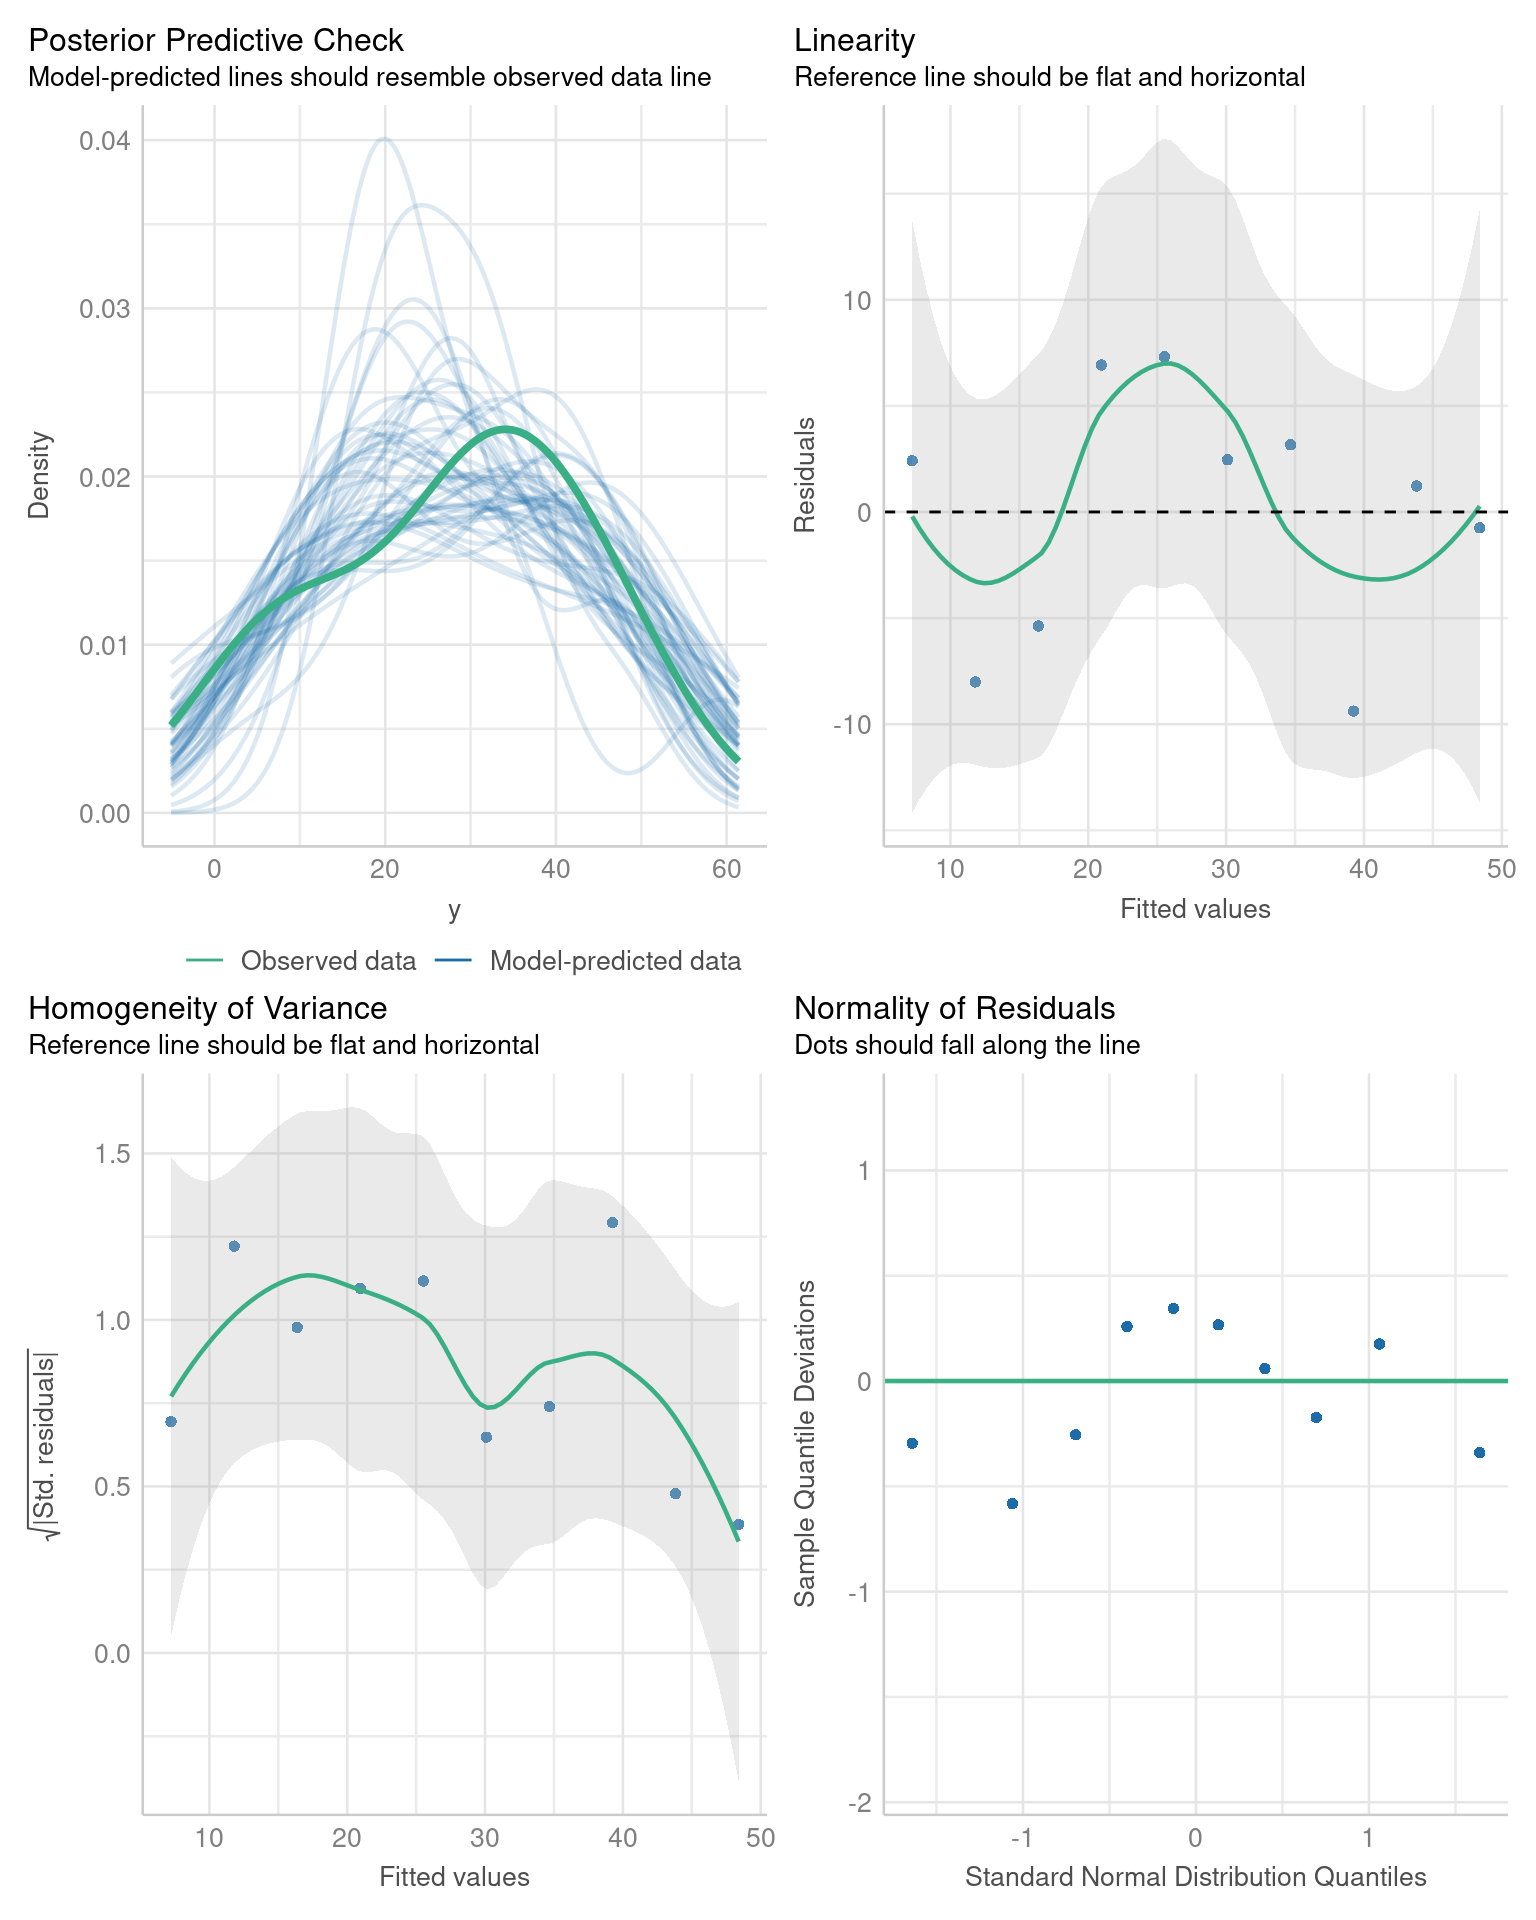 Posterior Predictive Check
Model-predicted lines should resemble observed data line
0.04
0.03
0.02
0.01
0.00
Density
0 20 40 60
y
Observed data Model-predicted data
Linearity
Reference line should be flat and horizontal
10
0
-10
Residuals
10 20 30 40 50
Fitted values
Homogeneity of Variance
Reference line should be flat and horizontal
1.5
1.0
0.5
0.0
√|Std. residuals|
10 20 30 40 50
Fitted values
Normality of Residuals
Dots should fall along the line
1
0
-1
-2
Sample Quantile Deviations
-1 0 1
Standard Normal Distribution Quantiles